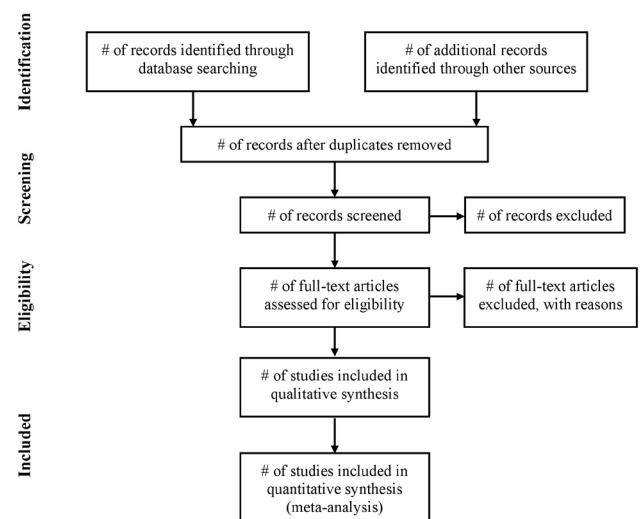 Identification
# of records identified through
database searching
# of additional records
identified through other sources
# of records after duplicates removed
Screening
# of records screened
# of records excluded
Eligibility
# of full-text articles
assessed for eligibility
# of full-text articles
excluded, with reasons
Included
# of studies included in
qualitative synthesis
# of studies included in
quantitative synthesis
(meta-analysis)